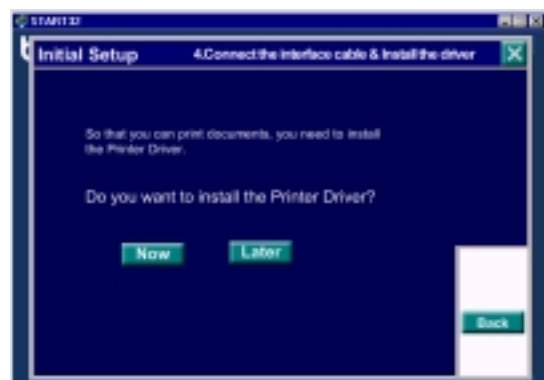 START32
Initial Setup
4.Connect the interface cable & Install the driver
So that you can print documents, you need to install
the Printer Driver.
Do you want to install the Printer Driver?
Now
Later
Back